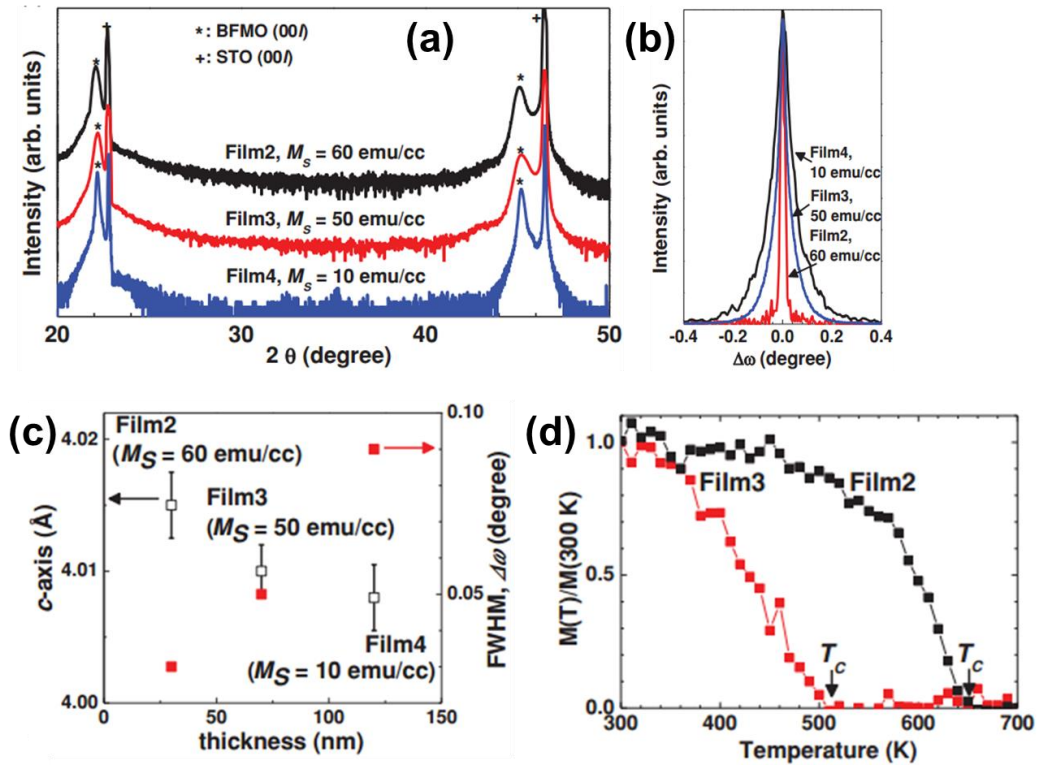 (a)
*: BFMO (00l)
+: STO (00l)
+
+
*
*
*
*
*
*
Film2, Ms = 60 emu/cc
Film3, Ms = 50 emu/cc
Film4, Ms = 10 emu/cc
Intensity (arb. units)
20 30 40 50
2 θ (degree)
(b)
Film4,
10 emu/cc
Film3,
50 emu/cc
Film2,
60 emu/cc
Intensity (arb. units)
-0.4 -0.2 0.0 0.2 0.4
Δω (degree)
(c)
Film2
(MS = 60 emu/cc)
Film3
(MS = 50 emu/cc)
Film4
(MS = 10 emu/cc)
4.02
4.01
4.00
c-axis (Å)
0.10
0.05
FWHM, Δω (degree)
0 50 100 150
thickness (nm)
(d)
Film3
Film2
TC
TC
1.0
0.5
0.0
M(T)/M(300 K)
300 400 500 600 700
Temperature (K)